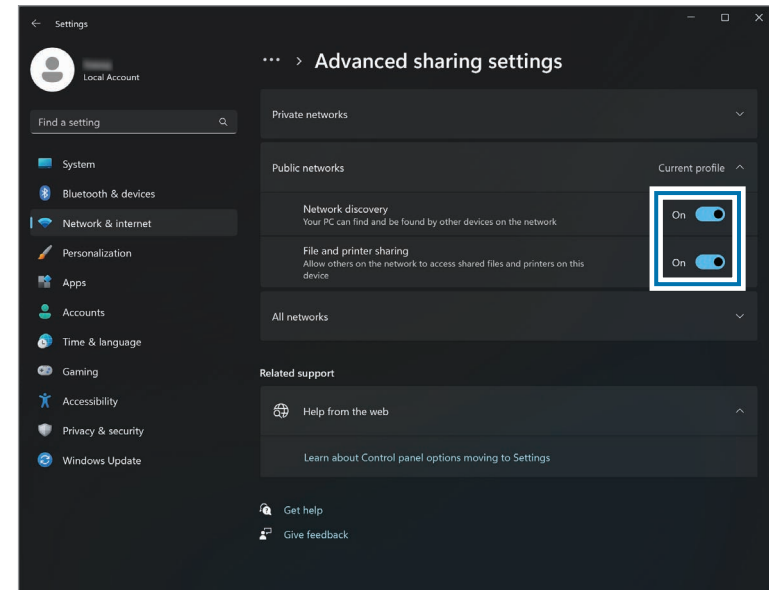 Settings
Local Account
Find a setting
System
Bluetooth & devices
Network & internet
Personalization
Apps
Accounts
Time & language
Gaming
Accessibility
Privacy & security
Windows Update
··· > Advanced sharing settings
Private networks
Public networks Current profile
Network discovery
Your PC can find and be found by other devices on the network
On
File and printer sharing
Allow others on the network to access shared files and printers on this
device
On
All networks
Related support
Help from the web
Learn about Control panel options moving to Settings
Get help
Give feedback